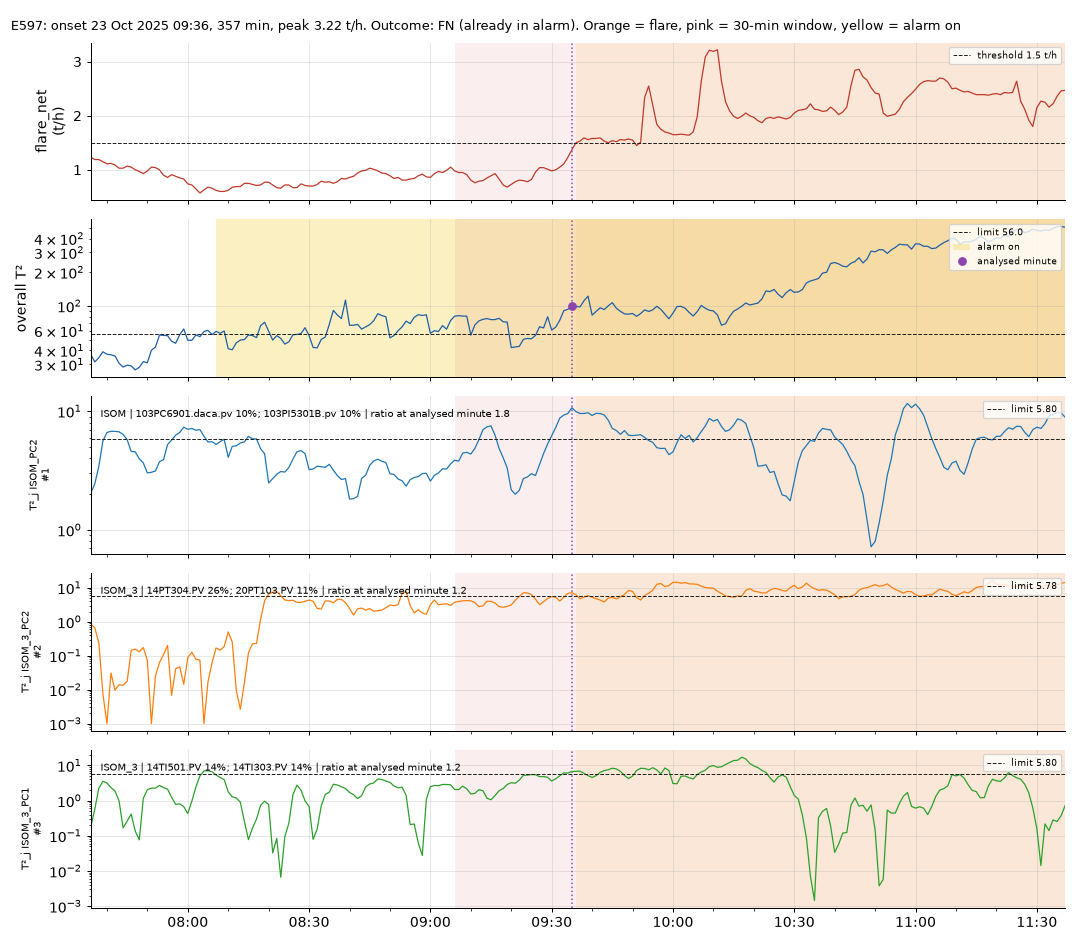 E597: onset 23 Oct 2025 09:36, 357 min, peak 3.22 t/h. Outcome: FN (already in alarm). Orange = flare, pink = 30-min window, yellow = alarm on
flare_net
(t/h)
3
2
1
threshold 1.5 t/h
overall T²
4 × 10²
3 × 10²
2 × 10²
10²
6 × 10¹
4 × 10¹
3 × 10¹
limit 56.0
alarm on
analysed minute
T²_j ISOM_PC2
#1
10¹
10⁰
ISOM | 103PC6901.daca.pv 10%; 103PI5301B.pv 10% | ratio at analysed minute 1.8
limit 5.80
T²_j ISOM_3_PC2
#2
10¹
10⁰
10⁻¹
10⁻²
10⁻³
ISOM_3 | 14PT304.PV 26%; 20PT103.PV 11% | ratio at analysed minute 1.2
limit 5.78
T²_j ISOM_3_PC1
#3
10¹
10⁰
10⁻¹
10⁻²
10⁻³
ISOM_3 | 14TI501.PV 14%; 14TI303.PV 14% | ratio at analysed minute 1.2
limit 5.80
08:00 08:30 09:00 09:30 10:00 10:30 11:00 11:30